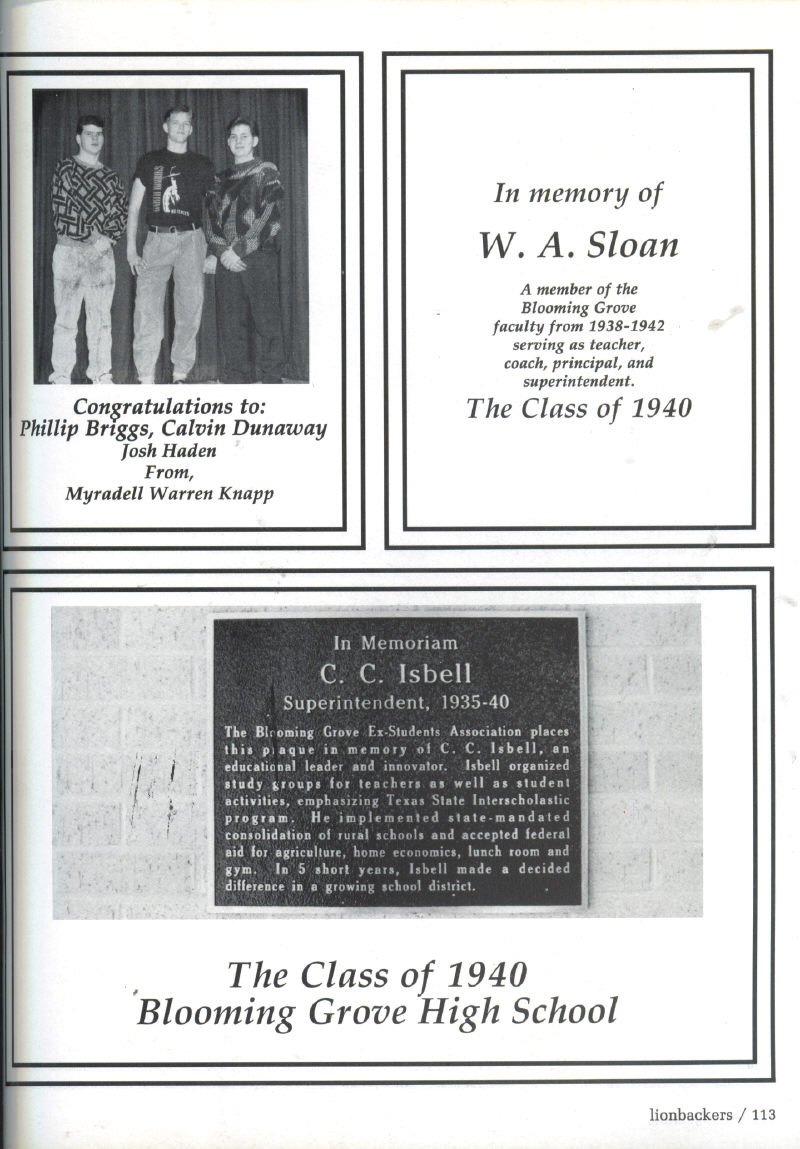 Congratulations to:
Phillip Briggs, Calvin Dunaway
Josh Haden
From,
Myradell Warren Knapp
In memory of
W. A. Sloan
A member of the
Blooming Grove
faculty from 1938-1942
serving as teacher,
coach, principal, and
superintendent.
The Class of 1940
In Memoriam
C. C. Isbell
Superintendent, 1935-40
The Blooming Grove Ex-Students Association places
this plaque in memory of C. C. Isbell, an
educational leader and innovator. Isbell organized
study groups for teachers as well as student
activities, emphasizing Texas State Interscholastic
program. He implemented state-mandated
consolidation of rural schools and accepted federal
aid for agriculture, home economics, lunch room and
gym. In 5 short years, Isbell made a decided
difference in a growing school district.
The Class of 1940
Blooming Grove High School
lionbackers / 113